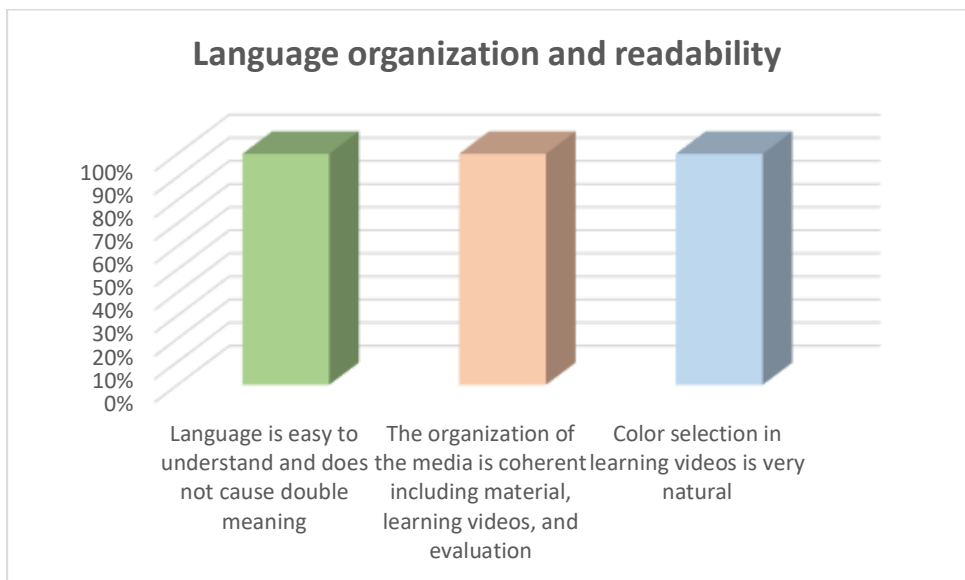 Language organization and readability
100%
90%
80%
70%
60%
50%
40%
30%
20%
10%
0%
Language is easy to
understand and does
not cause double
meaning
The organization of
the media is coherent
including material,
learning videos, and
evaluation
Color selection in
learning videos is very
natural